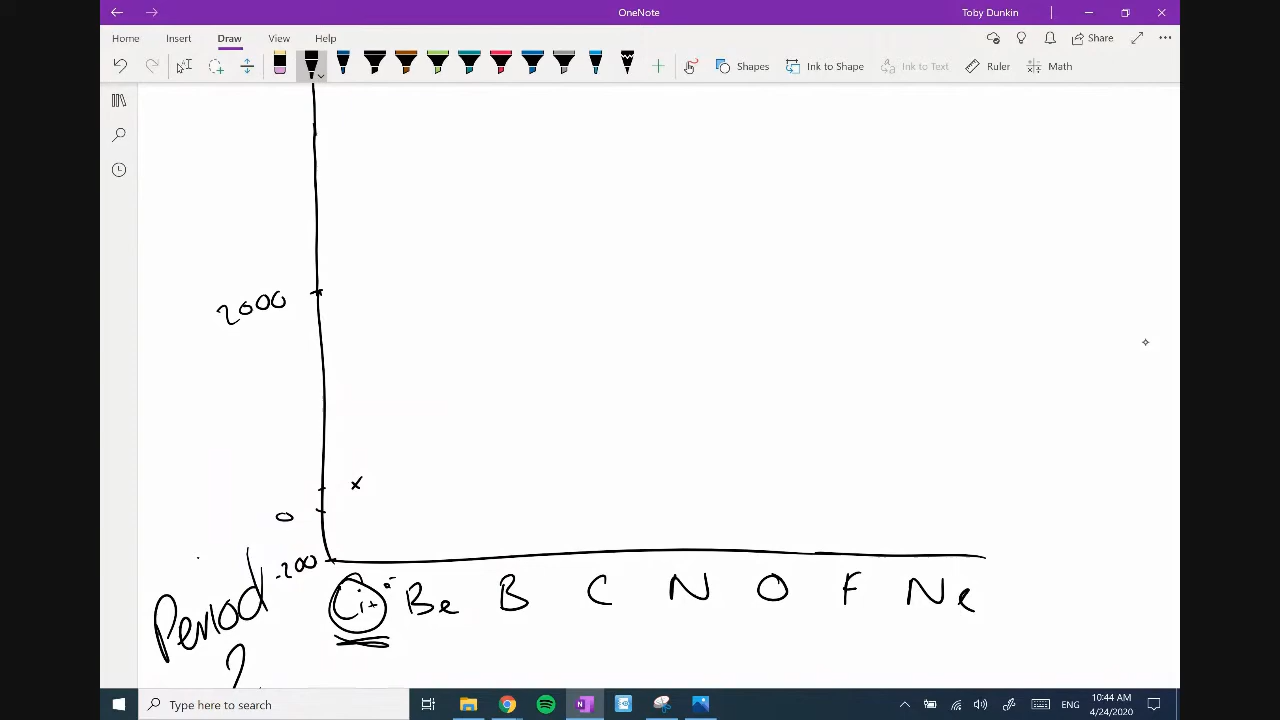 OneNote
Toby Dunkin
Home Insert Draw View Help
Share
Shapes Ink to Shape Ink to Text Ruler Math
2000
0
-200
Period
2
Li+ Be B C N O F Ne
Type here to search
ENG
10:44 AM
4/24/2020